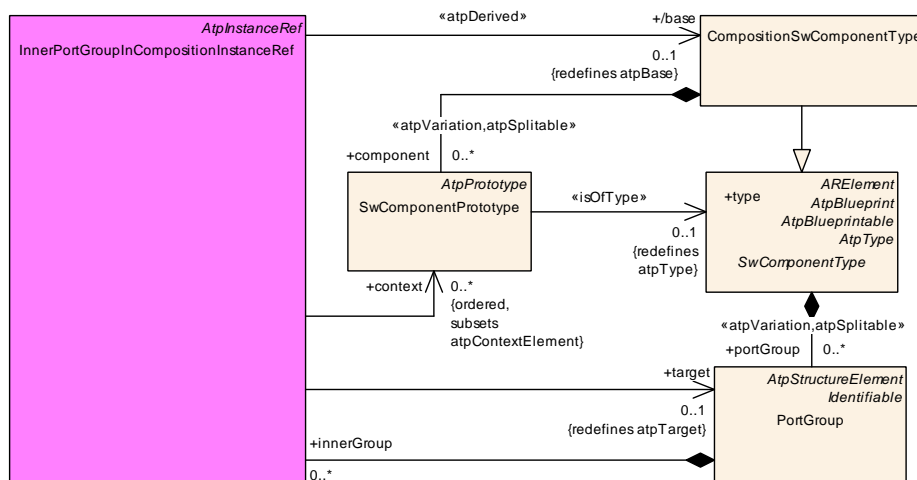 AtpInstanceRef
InnerPortGroupInCompositionInstanceRef
«atpDerived»
+/base
0..1
{redefines atpBase}
CompositionSwComponentType
«atpVariation,atpSplitable»
+component
0..*
AtpPrototype
SwComponentPrototype
«isOfType»
+type
0..1
{redefines
atpType}
ARElement
AtpBlueprint
AtpBlueprintable
AtpType
SwComponentType
+context
0..*
{ordered,
subsets
atpContextElement}
«atpVariation,atpSplitable»
+portGroup
0..*
+target
0..1
{redefines atpTarget}
AtpStructureElement
Identifiable
PortGroup
+innerGroup
0..*